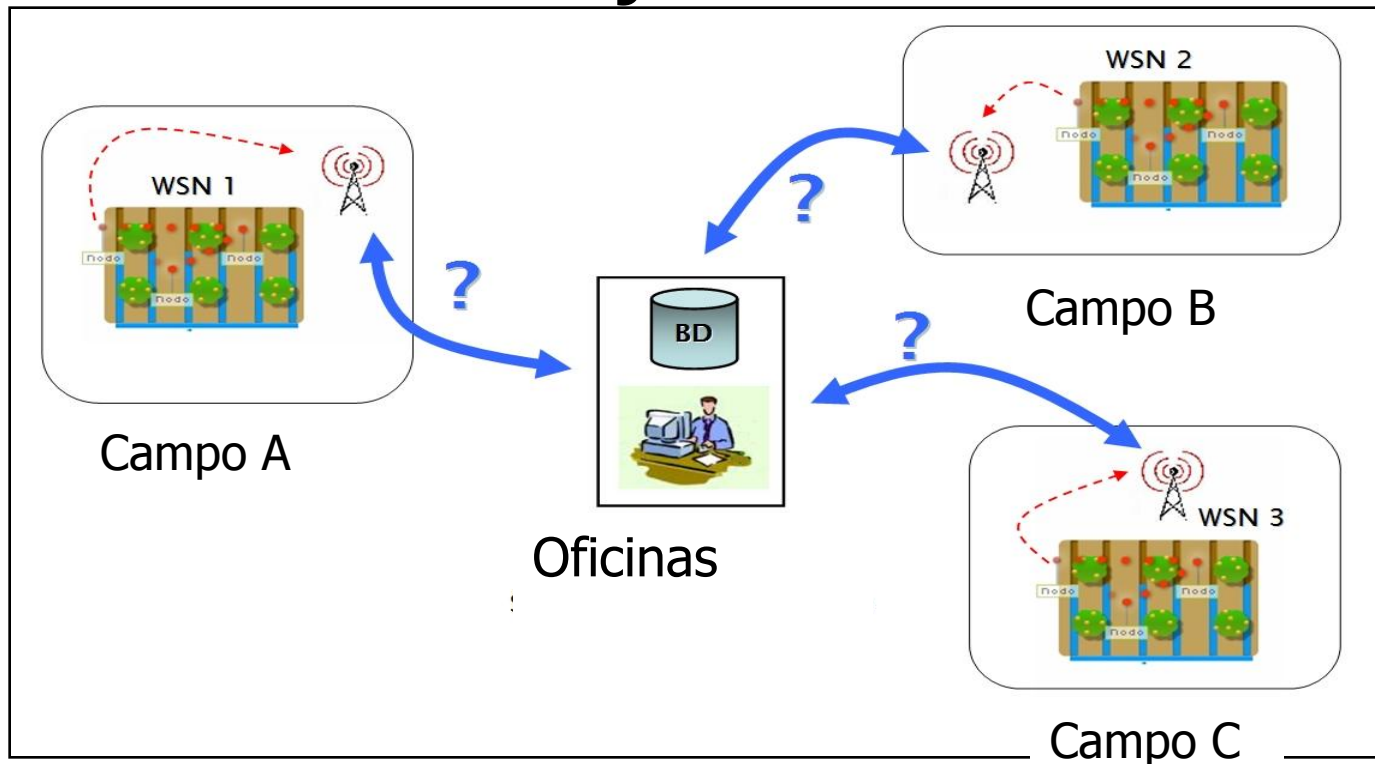 WSN 1
Nodo
Nodo
Nodo
?
Campo A
WSN 2
Nodo
Nodo
Nodo
?
Campo B
BD
Oficinas
?
WSN 3
Nodo
Nodo
Nodo
Campo C